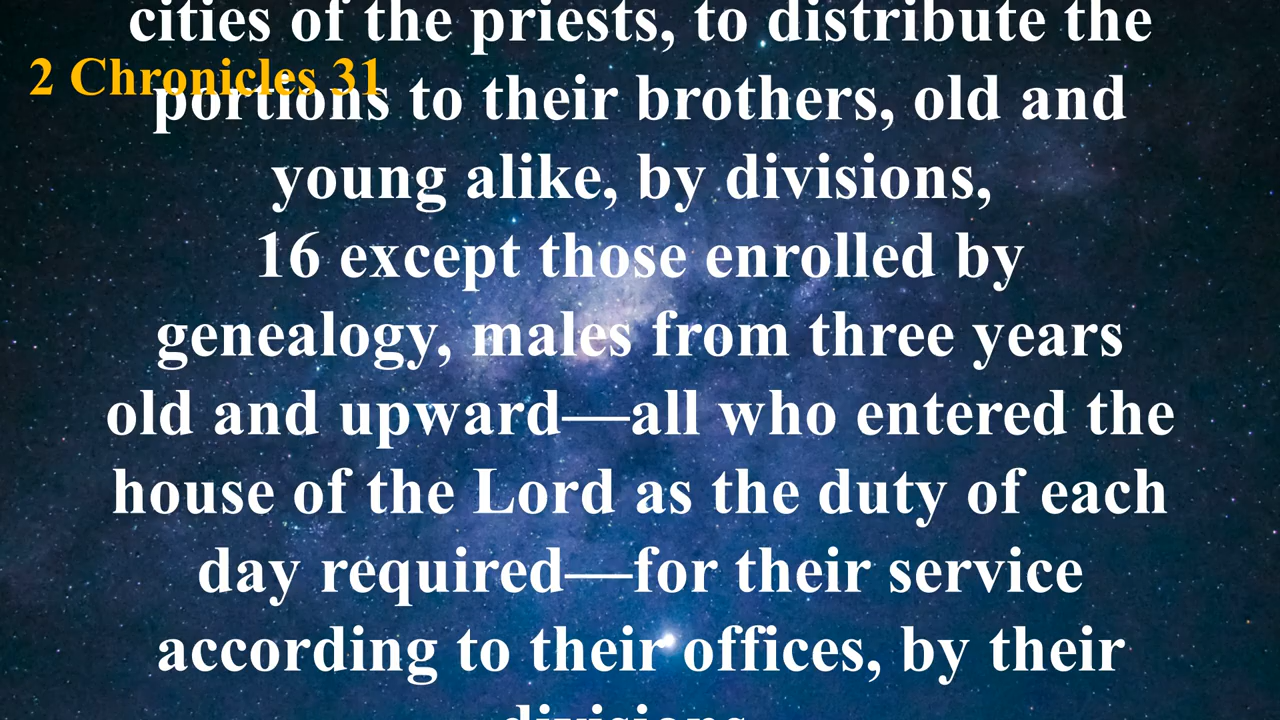 cities of the priests, to distribute the
2 Chronicles 31
portions to their brothers, old and
young alike, by divisions,
16 except those enrolled by
genealogy, males from three years
old and upward—all who entered the
house of the Lord as the duty of each
day required—for their service
according to their offices, by their
divisions.